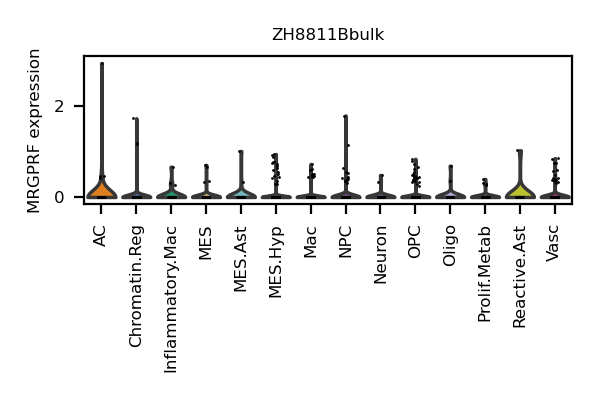 ZH8811Bbulk
MRGPRF expression
2
0
AC
Chromatin.Reg
Inflammatory.Mac
MES
MES.Ast
MES.Hyp
Mac
NPC
Neuron
OPC
Oligo
Prolif.Metab
Reactive.Ast
Vasc